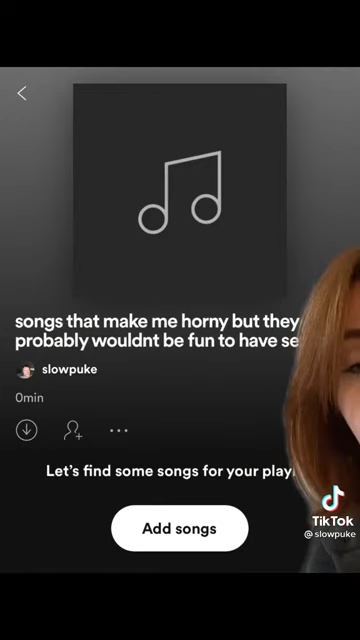 songs that make me horny but they
probably wouldnt be fun to have se
slowpuke
0min
Let's find some songs for your play
Add songs
TikTok
@slowpuke